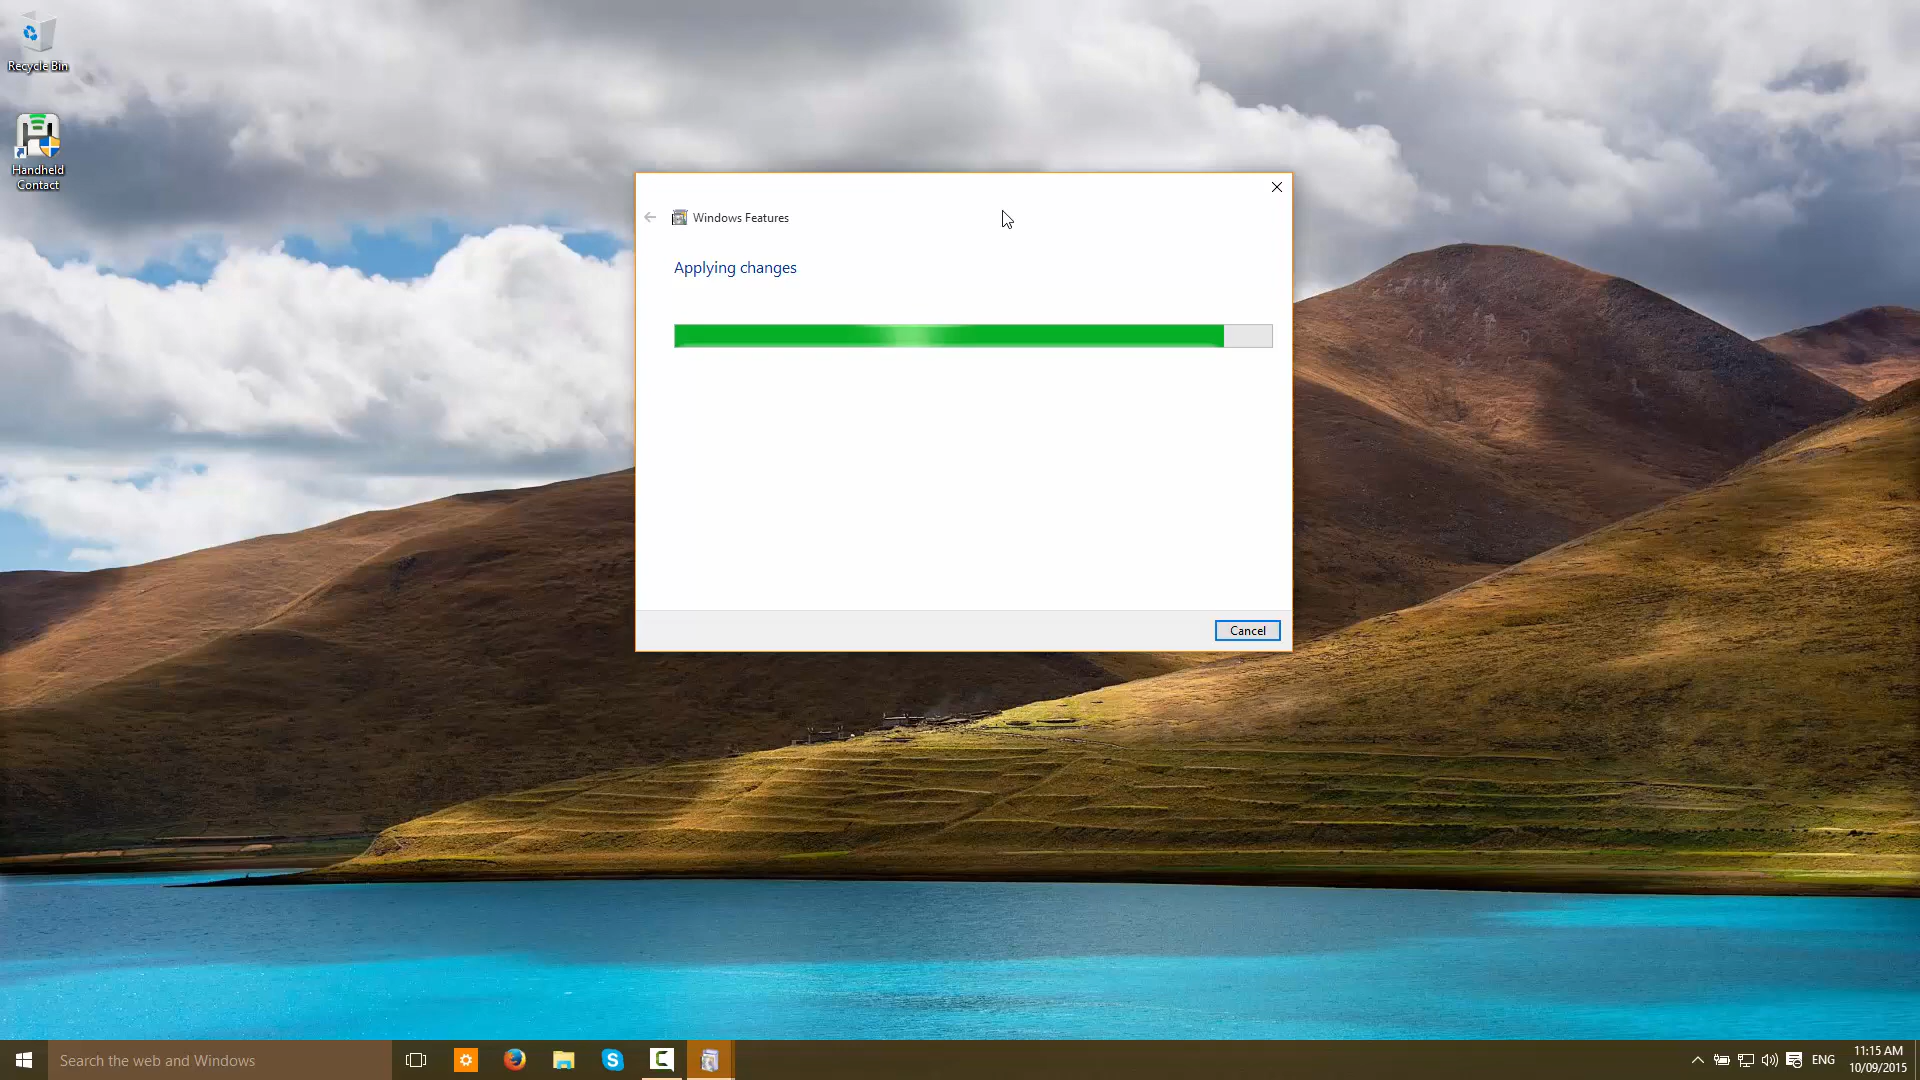 Recycle Bin
Handheld
Contact
Windows Features
Applying changes
Cancel
Search the web and Windows
ENG
11:15 AM
10/09/2015